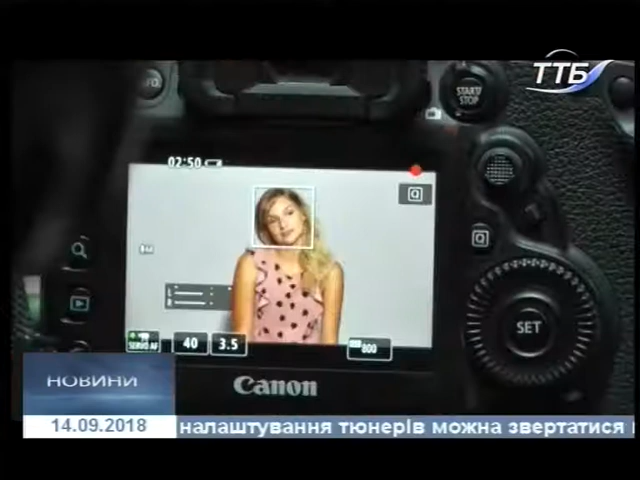 ТТБ
START/
STOP
02:50
Q
Q
L
R
SERVO AF
40
3.5
800
SET
Canon
НОВИНИ
14.09.2018
налаштування тюнерів можна звертатися